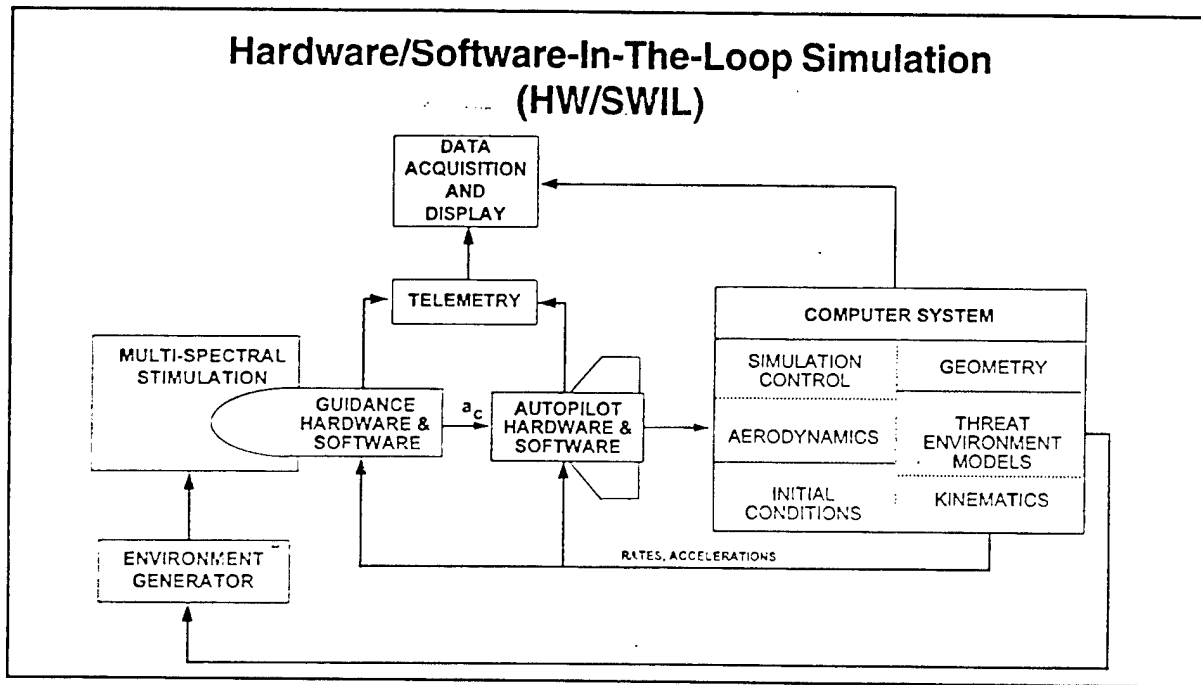 Hardware/Software-In-The-Loop Simulation
(HW/SWIL)
DATA
ACQUISITION
AND
DISPLAY
TELEMETRY
COMPUTER SYSTEM
SIMULATION
CONTROL
GEOMETRY
AERODYNAMICS
THREAT
ENVIRONMENT
MODELS
INITIAL
CONDITIONS
KINEMATICS
MULTI-SPECTRAL
STIMULATION
GUIDANCE
HARDWARE &
SOFTWARE
ac
AUTOPILOT
HARDWARE &
SOFTWARE
RATES, ACCELERATIONS
ENVIRONMENT
GENERATOR